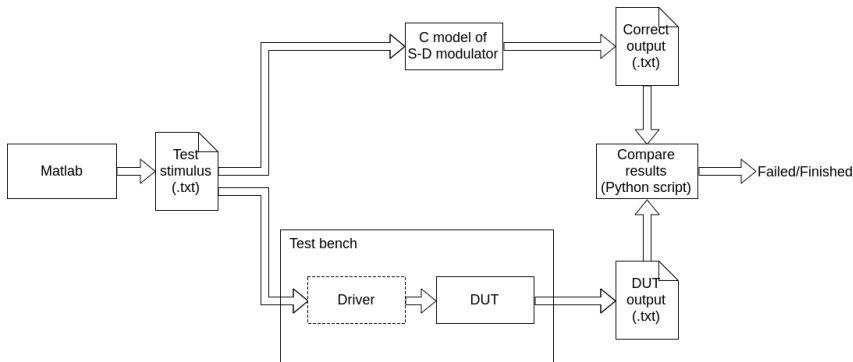 C model of
S-D modulator
Correct
output
(.txt)
Matlab
Test
stimulus
(.txt)
Compare
results
(Python script)
Failed/Finished
Test bench
Driver
DUT
DUT
output
(.txt)